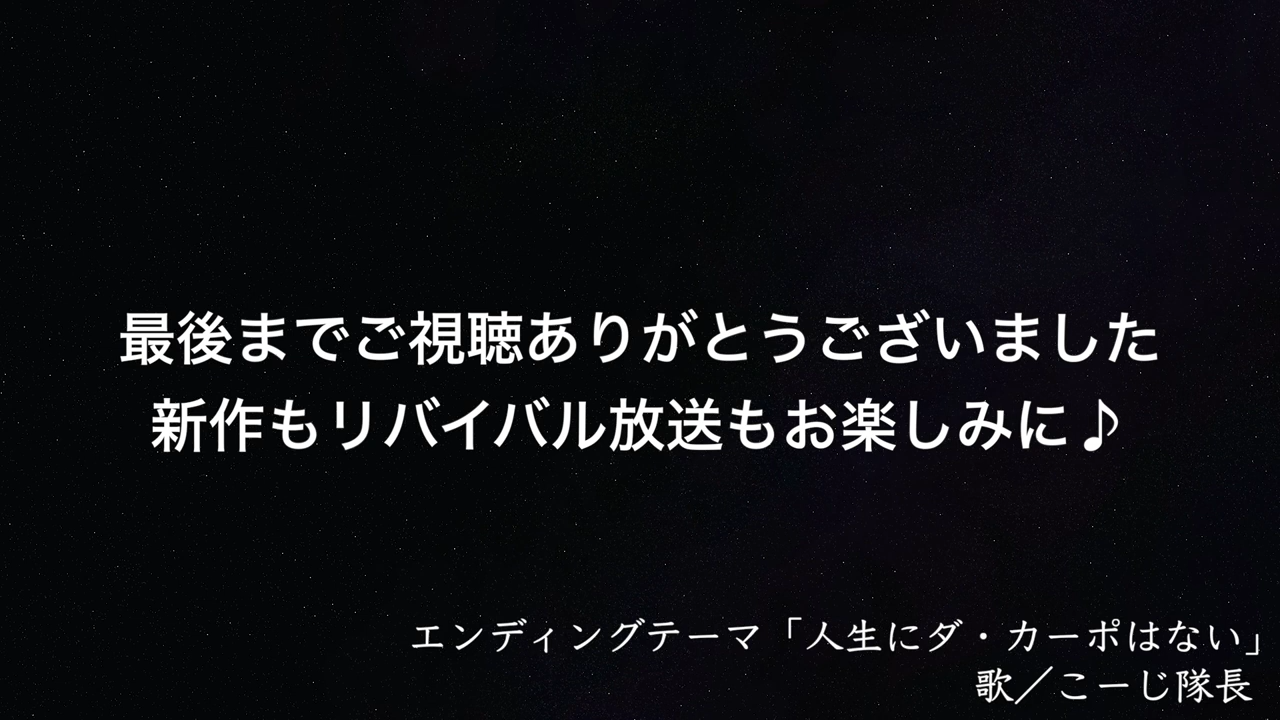 最後までご視聴ありがとうございました
新作もリバイバル放送もお楽しみに♪
エンディングテーマ「人生にダ・カーポはない」
歌／こーじ隊長